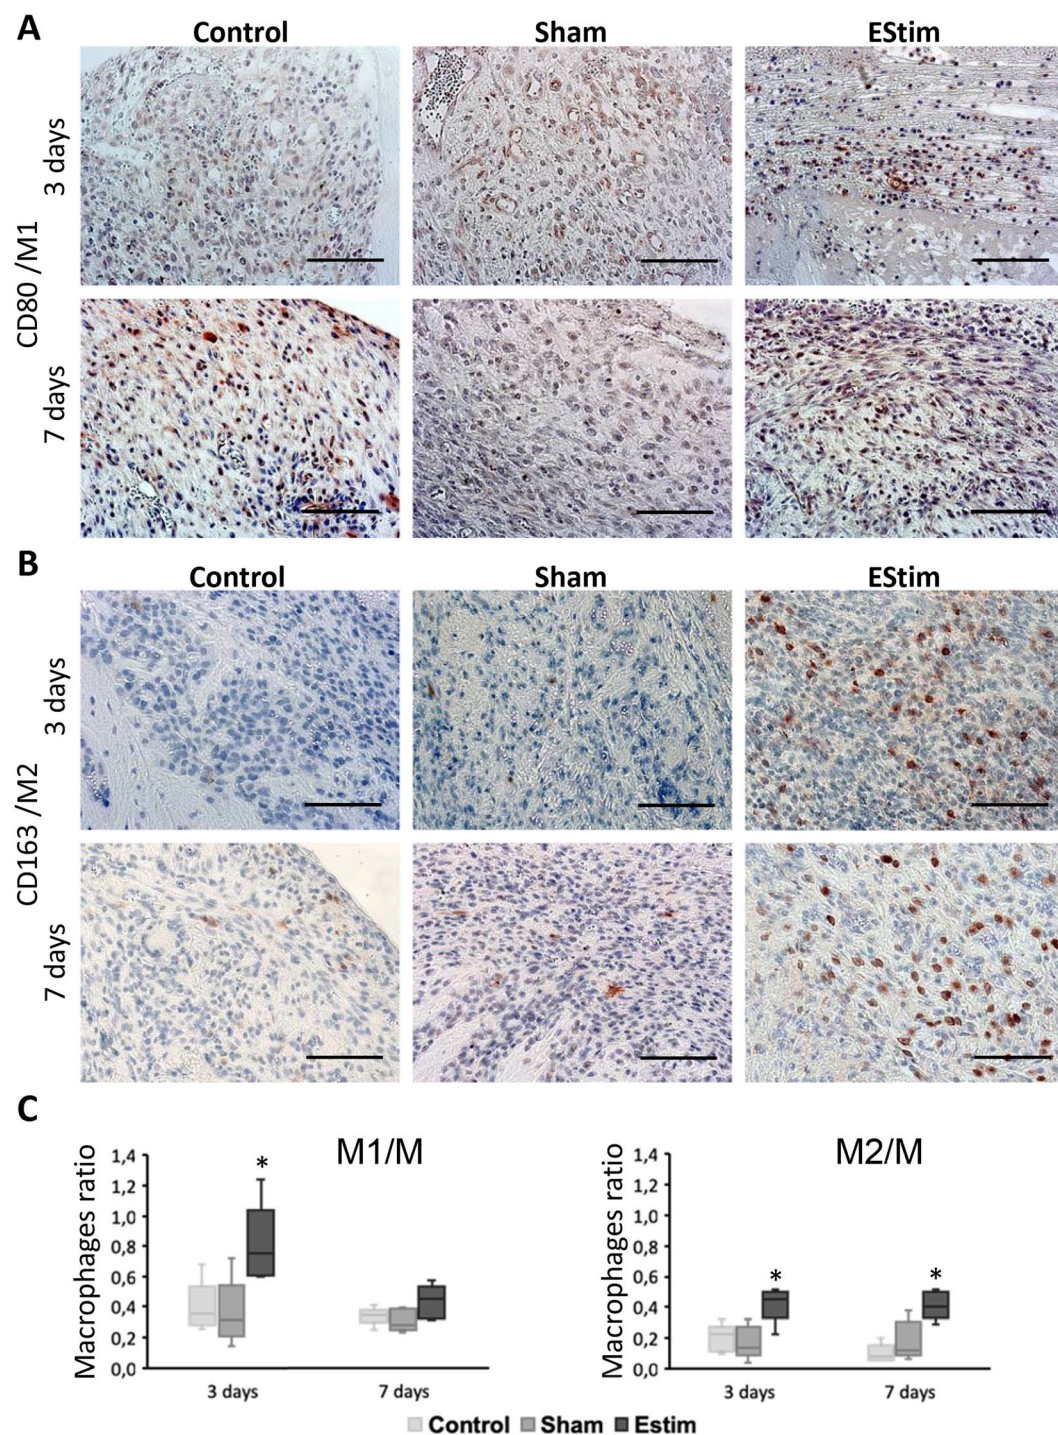 A
Control Sham EStim
CD80 /M1
3 days
7 days
B
Control Sham EStim
CD163 /M2
3 days
7 days
C
M1/M
Macrophages ratio
1,4
*
1,2
1,0
0,8
0,6
0,4
0,2
0,0
3 days 7 days
M2/M
Macrophages ratio
1,4
1,2
1,0
0,8
0,6
* *
0,4
0,2
0,0
3 days 7 days
Control Sham Estim